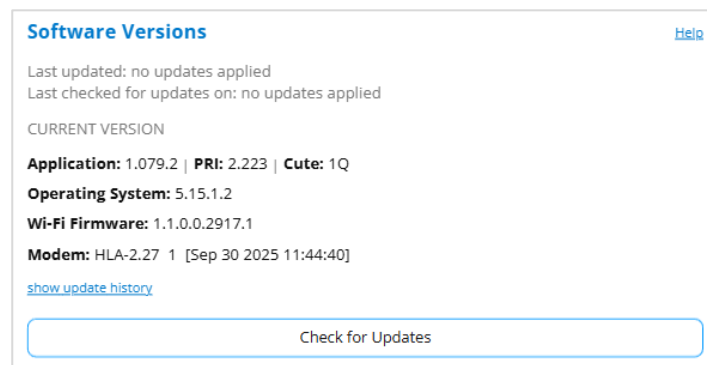 Software Versions
Help
Last updated: no updates applied
Last checked for updates on: no updates applied
CURRENT VERSION
Application: 1.079.2 | PRI: 2.223 | Cute: 1Q
Operating System: 5.15.1.2
Wi-Fi Firmware: 1.1.0.0.2917.1
Modem: HLA-2.27 1 [Sep 30 2025 11:44:40]
show update history
Check for Updates